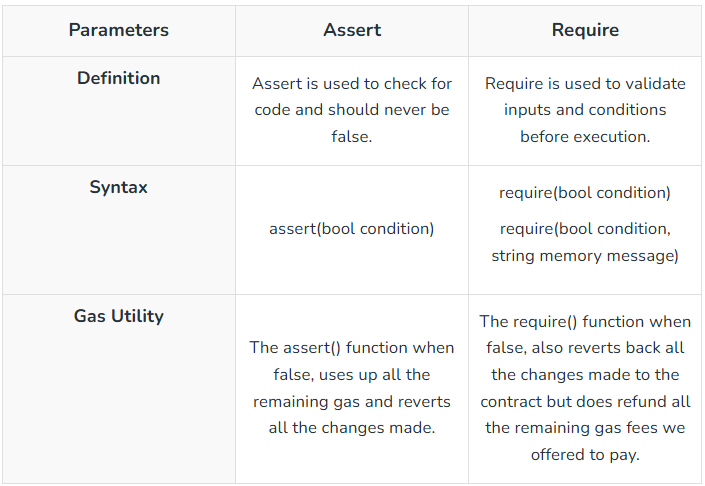 Parameters
Assert
Require
Definition
Assert is used to check for
code and should never be
false.
Require is used to validate
inputs and conditions
before execution.
Syntax
assert(bool condition)
require(bool condition)
require(bool condition,
string memory message)
Gas Utility
The assert() function when
false, uses up all the
remaining gas and reverts
all the changes made.
The require() function when
false, also reverts back all
the changes made to the
contract but does refund all
the remaining gas fees we
offered to pay.